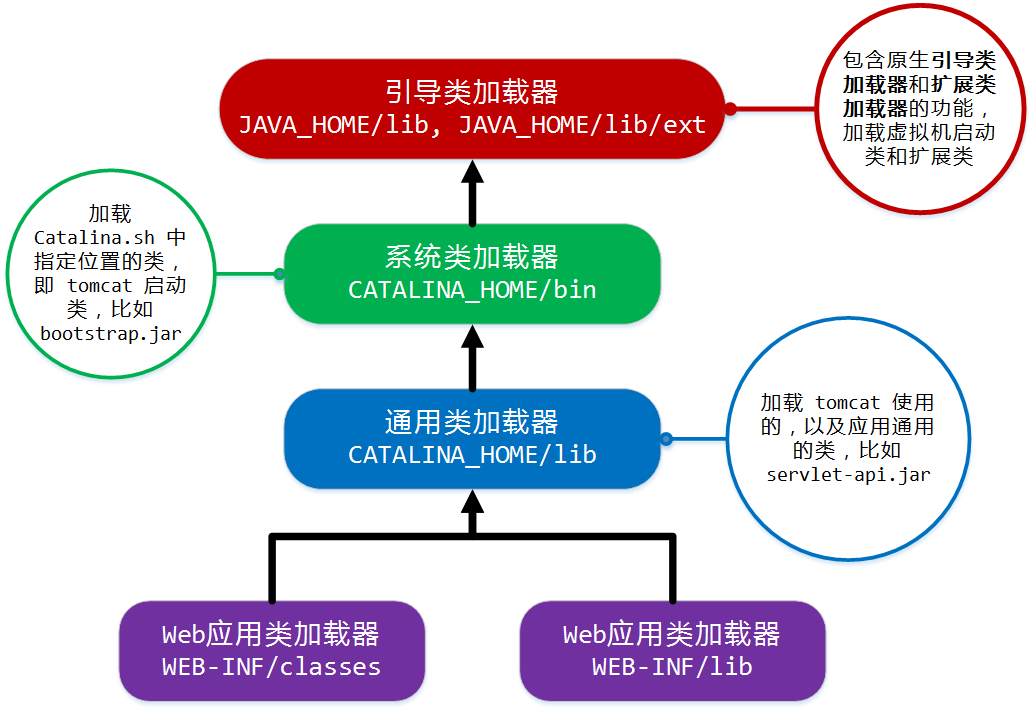 引导类加载器
JAVA_HOME/lib, JAVA_HOME/lib/ext
包含原生引导类
加载器和扩展类
加载器的功能，
加载虚拟机启动
类和扩展类
加载
Catalina.sh 中
指定位置的类，
即 tomcat 启动
类，比如
bootstrap.jar
系统类加载器
CATALINA_HOME/bin
通用类加载器
CATALINA_HOME/lib
加载 tomcat 使用
的，以及应用通用
的类，比如
servlet-api.jar
Web应用类加载器
WEB-INF/classes
Web应用类加载器
WEB-INF/lib